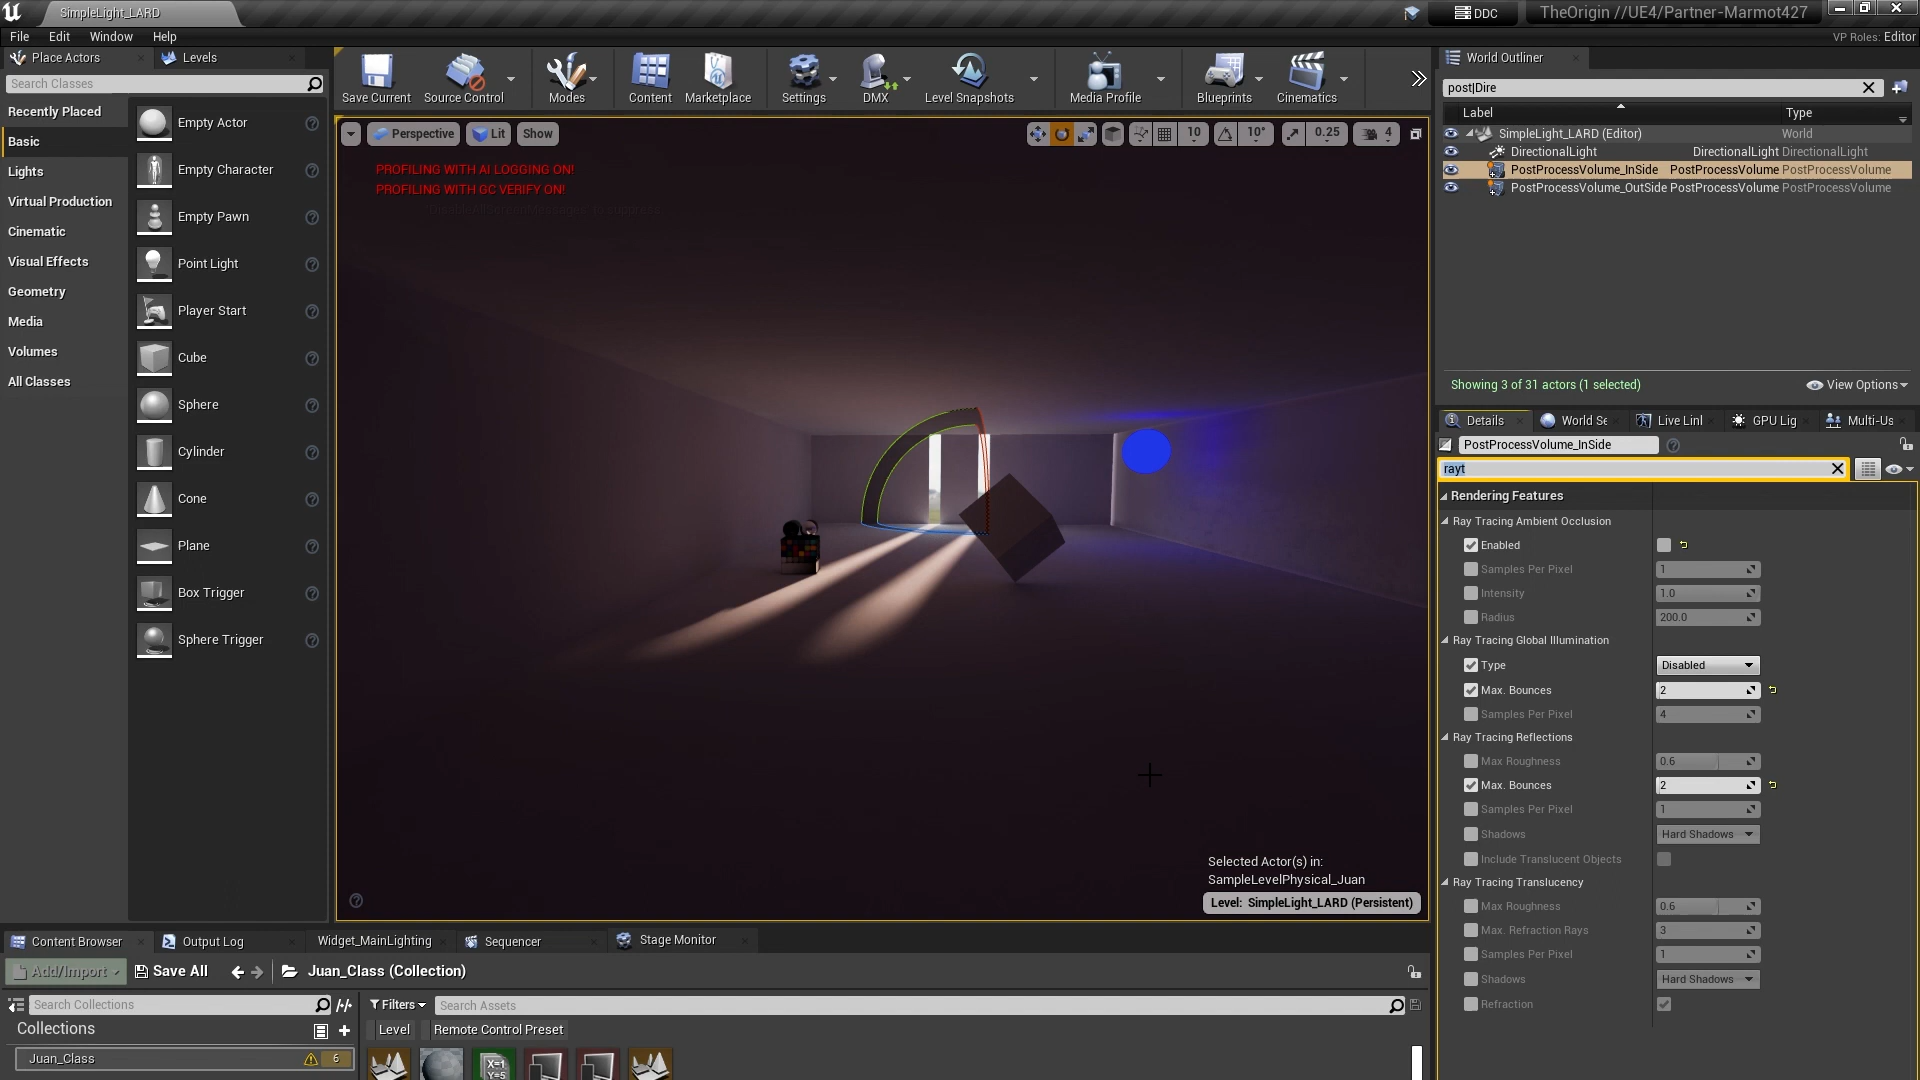 SimpleLight_LARD
DDC
TheOrigin //UE4/Partner-Marmot427
File
Edit
Window
Help
VP Roles: Editor
Place Actors
Levels
Search Classes
Recently Placed
Basic
Lights
Virtual Production
Cinematic
Visual Effects
Geometry
Media
Volumes
All Classes
Empty Actor
Empty Character
Empty Pawn
Point Light
Player Start
Cube
Sphere
Cylinder
Cone
Plane
Box Trigger
Sphere Trigger
Save Current
Source Control
Modes
Content
Marketplace
Settings
DMX
Level Snapshots
Media Profile
Blueprints
Cinematics
Perspective
Lit
Show
10
10°
0.25
4
PROFILING WITH AI LOGGING ON!
PROFILING WITH GC VERIFY ON!
Selected Actor(s) in:
SampleLevelPhysical_Juan
Level: SimpleLight_LARD (Persistent)
World Outliner
post|Dire
Label
Type
SimpleLight_LARD (Editor)
World
DirectionalLight
DirectionalLight
DirectionalLight
PostProcessVolume_InSide
PostProcessVolume
PostProcessVolume
PostProcessVolume_OutSide
PostProcessVolume
PostProcessVolume
Showing 3 of 31 actors (1 selected)
View Options
Details
World Se
Live Linl
GPU Lig
Multi-Us
PostProcessVolume_InSide
rayt
Rendering Features
Ray Tracing Ambient Occlusion
Enabled
Samples Per Pixel
1
Intensity
1.0
Radius
200.0
Ray Tracing Global Illumination
Type
Disabled
Max. Bounces
2
Samples Per Pixel
4
Ray Tracing Reflections
Max Roughness
0.6
Max. Bounces
2
Samples Per Pixel
1
Shadows
Hard Shadows
Include Translucent Objects
Ray Tracing Translucency
Max Roughness
0.6
Max. Refraction Rays
3
Samples Per Pixel
1
Shadows
Hard Shadows
Refraction
Content Browser
Output Log
Widget_MainLighting
Sequencer
Stage Monitor
Add/Import
Save All
Juan_Class (Collection)
Search Collections
Filters
Search Assets
Collections
Level
Remote Control Preset
Juan_Class
6
X=1
Y=5